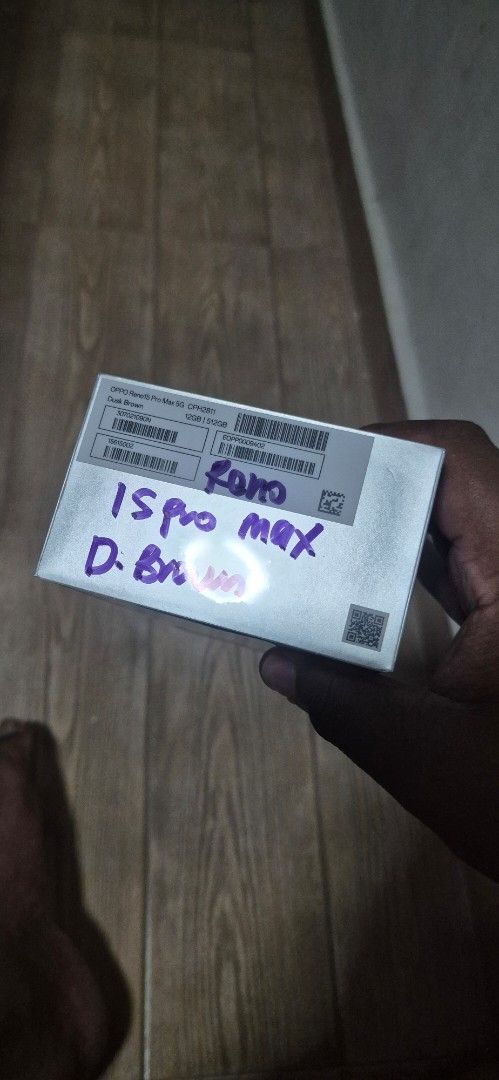 OPPO Reno15 Pro Max 5G CPH2811
Dusk Brown 12GB | 512GB
Reno
15 pro max
D. Brown